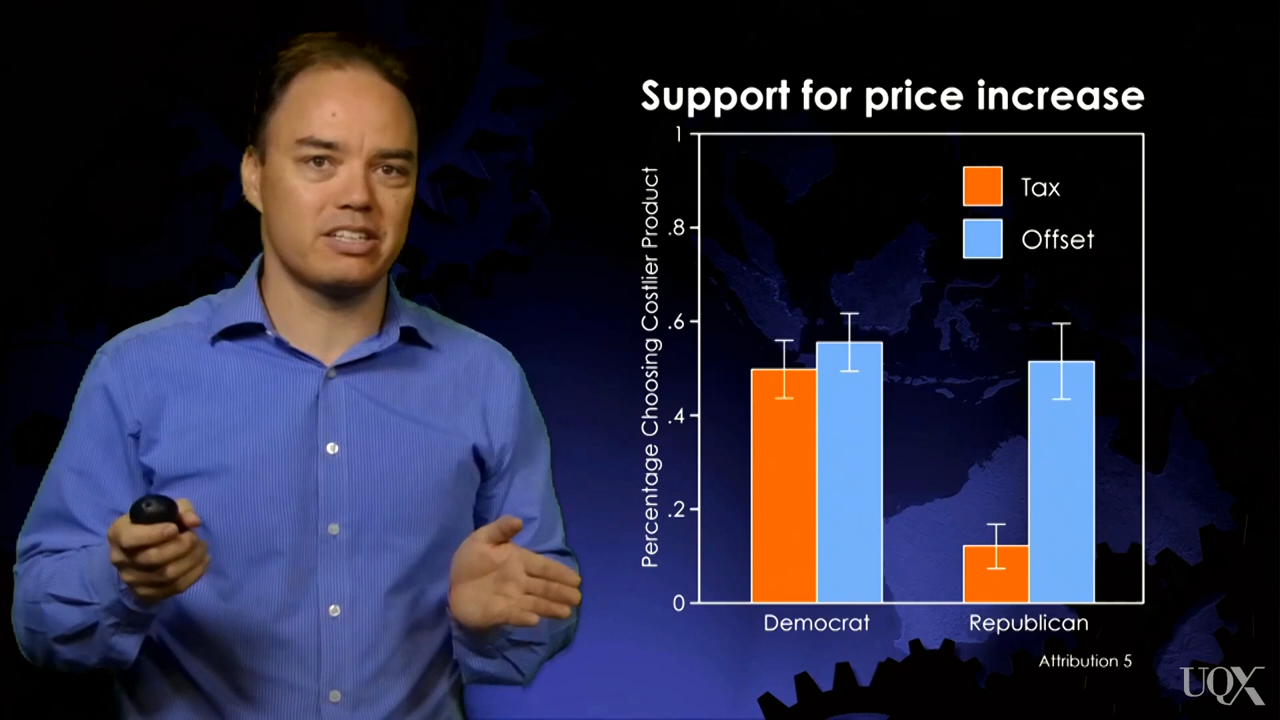 Support for price increase
Percentage Choosing Costlier Product
1
.8
.6
.4
.2
0
Tax
Offset
Democrat
Republican
Attribution 5
UQX